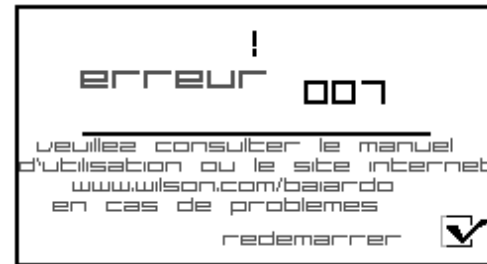 !
erreur 007
veuillez consulter le manuel
d'utilisation ou le site internet
www.wilson.com/baiardo
en cas de problemes
redemarrer